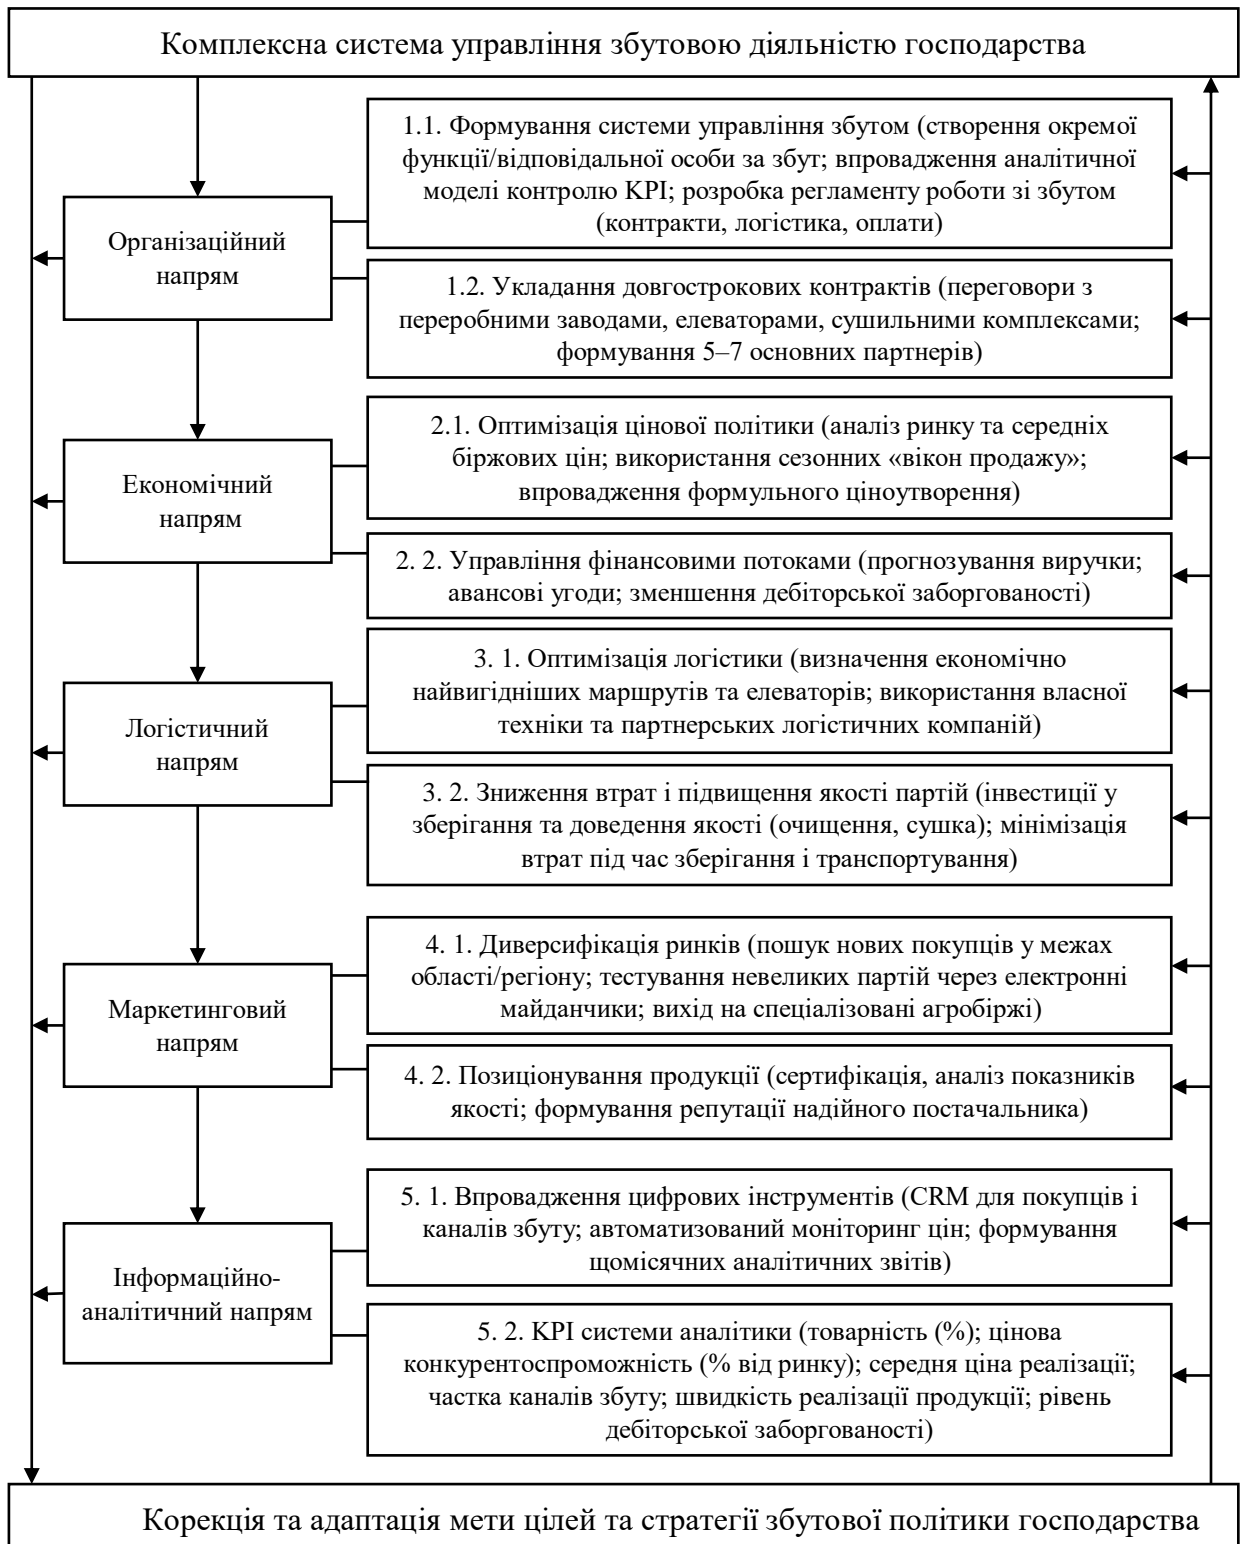 Комплексна система управління збутовою діяльністю господарства
1.1. Формування системи управління збутом (створення окремої
функції/відповідальної особи за збут; впровадження аналітичної
моделі контролю KPI; розробка регламенту роботи зі збутом
(контракти, логістика, оплати)
Організаційний
напрям
1.2. Укладання довгострокових контрактів (переговори з
переробними заводами, елеваторами, сушильними комплексами;
формування 5–7 основних партнерів)
2.1. Оптимізація цінової політики (аналіз ринку та середніх
біржових цін; використання сезонних «вікон продажу»;
впровадження формульного ціноутворення)
Економічний
напрям
2. 2. Управління фінансовими потоками (прогнозування виручки;
авансові угоди; зменшення дебіторської заборгованості)
3. 1. Оптимізація логістики (визначення економічно
найвигідніших маршрутів та елеваторів; використання власної
техніки та партнерських логістичних компаній)
Логістичний
напрям
3. 2. Зниження втрат і підвищення якості партій (інвестиції у
зберігання та доведення якості (очищення, сушка); мінімізація
втрат під час зберігання і транспортування)
4. 1. Диверсифікація ринків (пошук нових покупців у межах
області/регіону; тестування невеликих партій через електронні
майданчики; вихід на спеціалізовані агробіржі)
Маркетинговий
напрям
4. 2. Позиціонування продукції (сертифікація, аналіз показників
якості; формування репутації надійного постачальника)
5. 1. Впровадження цифрових інструментів (CRM для покупців і
каналів збуту; автоматизований моніторинг цін; формування
щомісячних аналітичних звітів)
Інформаційно-
аналітичний напрям
5. 2. KPI системи аналітики (товарність (%); цінова
конкурентоспроможність (% від ринку); середня ціна реалізації;
частка каналів збуту; швидкість реалізації продукції; рівень
дебіторської заборгованості)
Корекція та адаптація мети цілей та стратегії збутової політики господарства